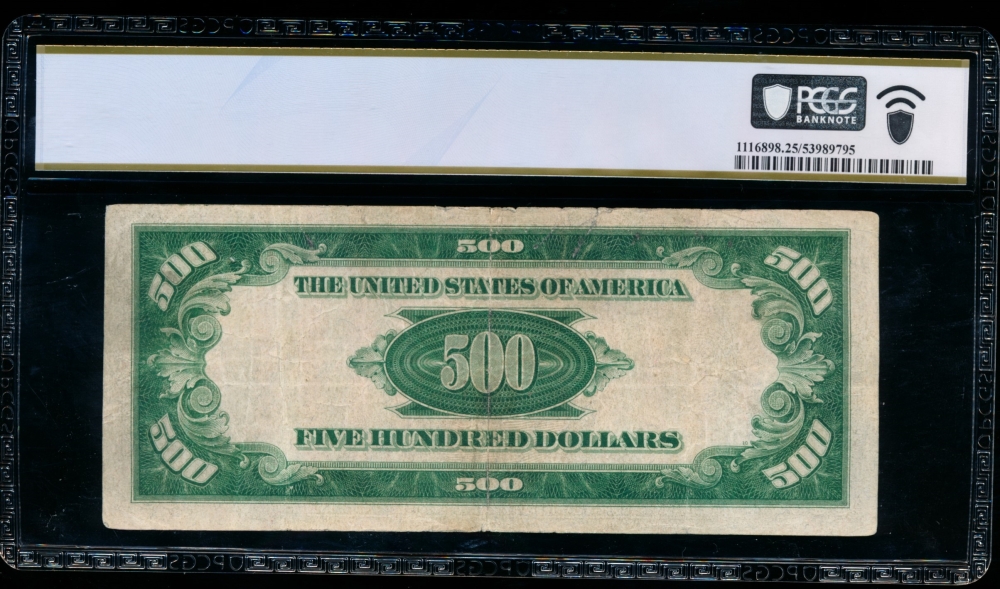 PCGS
BANKNOTE
1116898.25/53989795
500
500 500
THE UNITED STATES OF AMERICA
500
FIVE HUNDRED DOLLARS
500 500
500